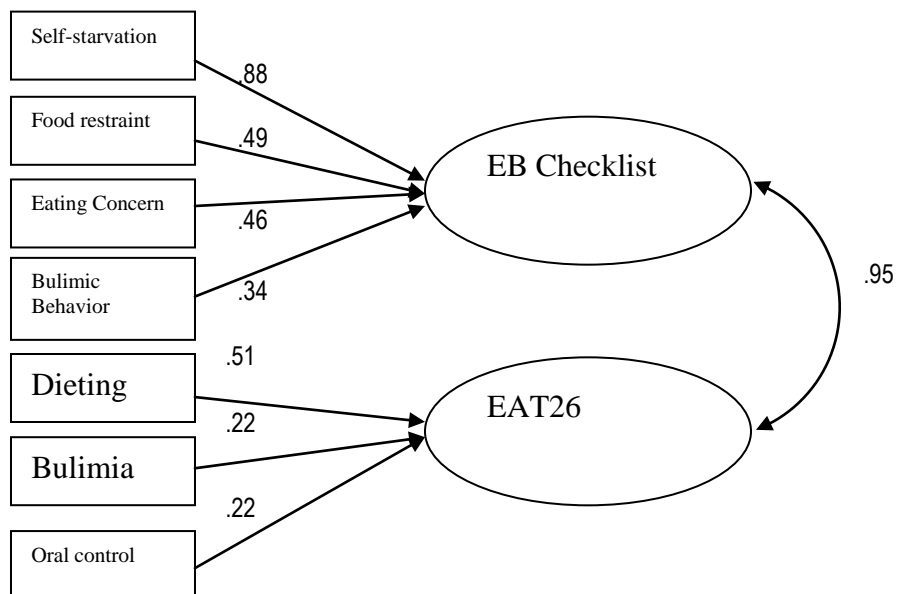 Self-starvation
.88
Food restraint
.49
EB Checklist
Eating Concern
.46
Bulimic
Behavior
.34
.95
.51
Dieting
EAT26
.22
Bulimia
.22
Oral control